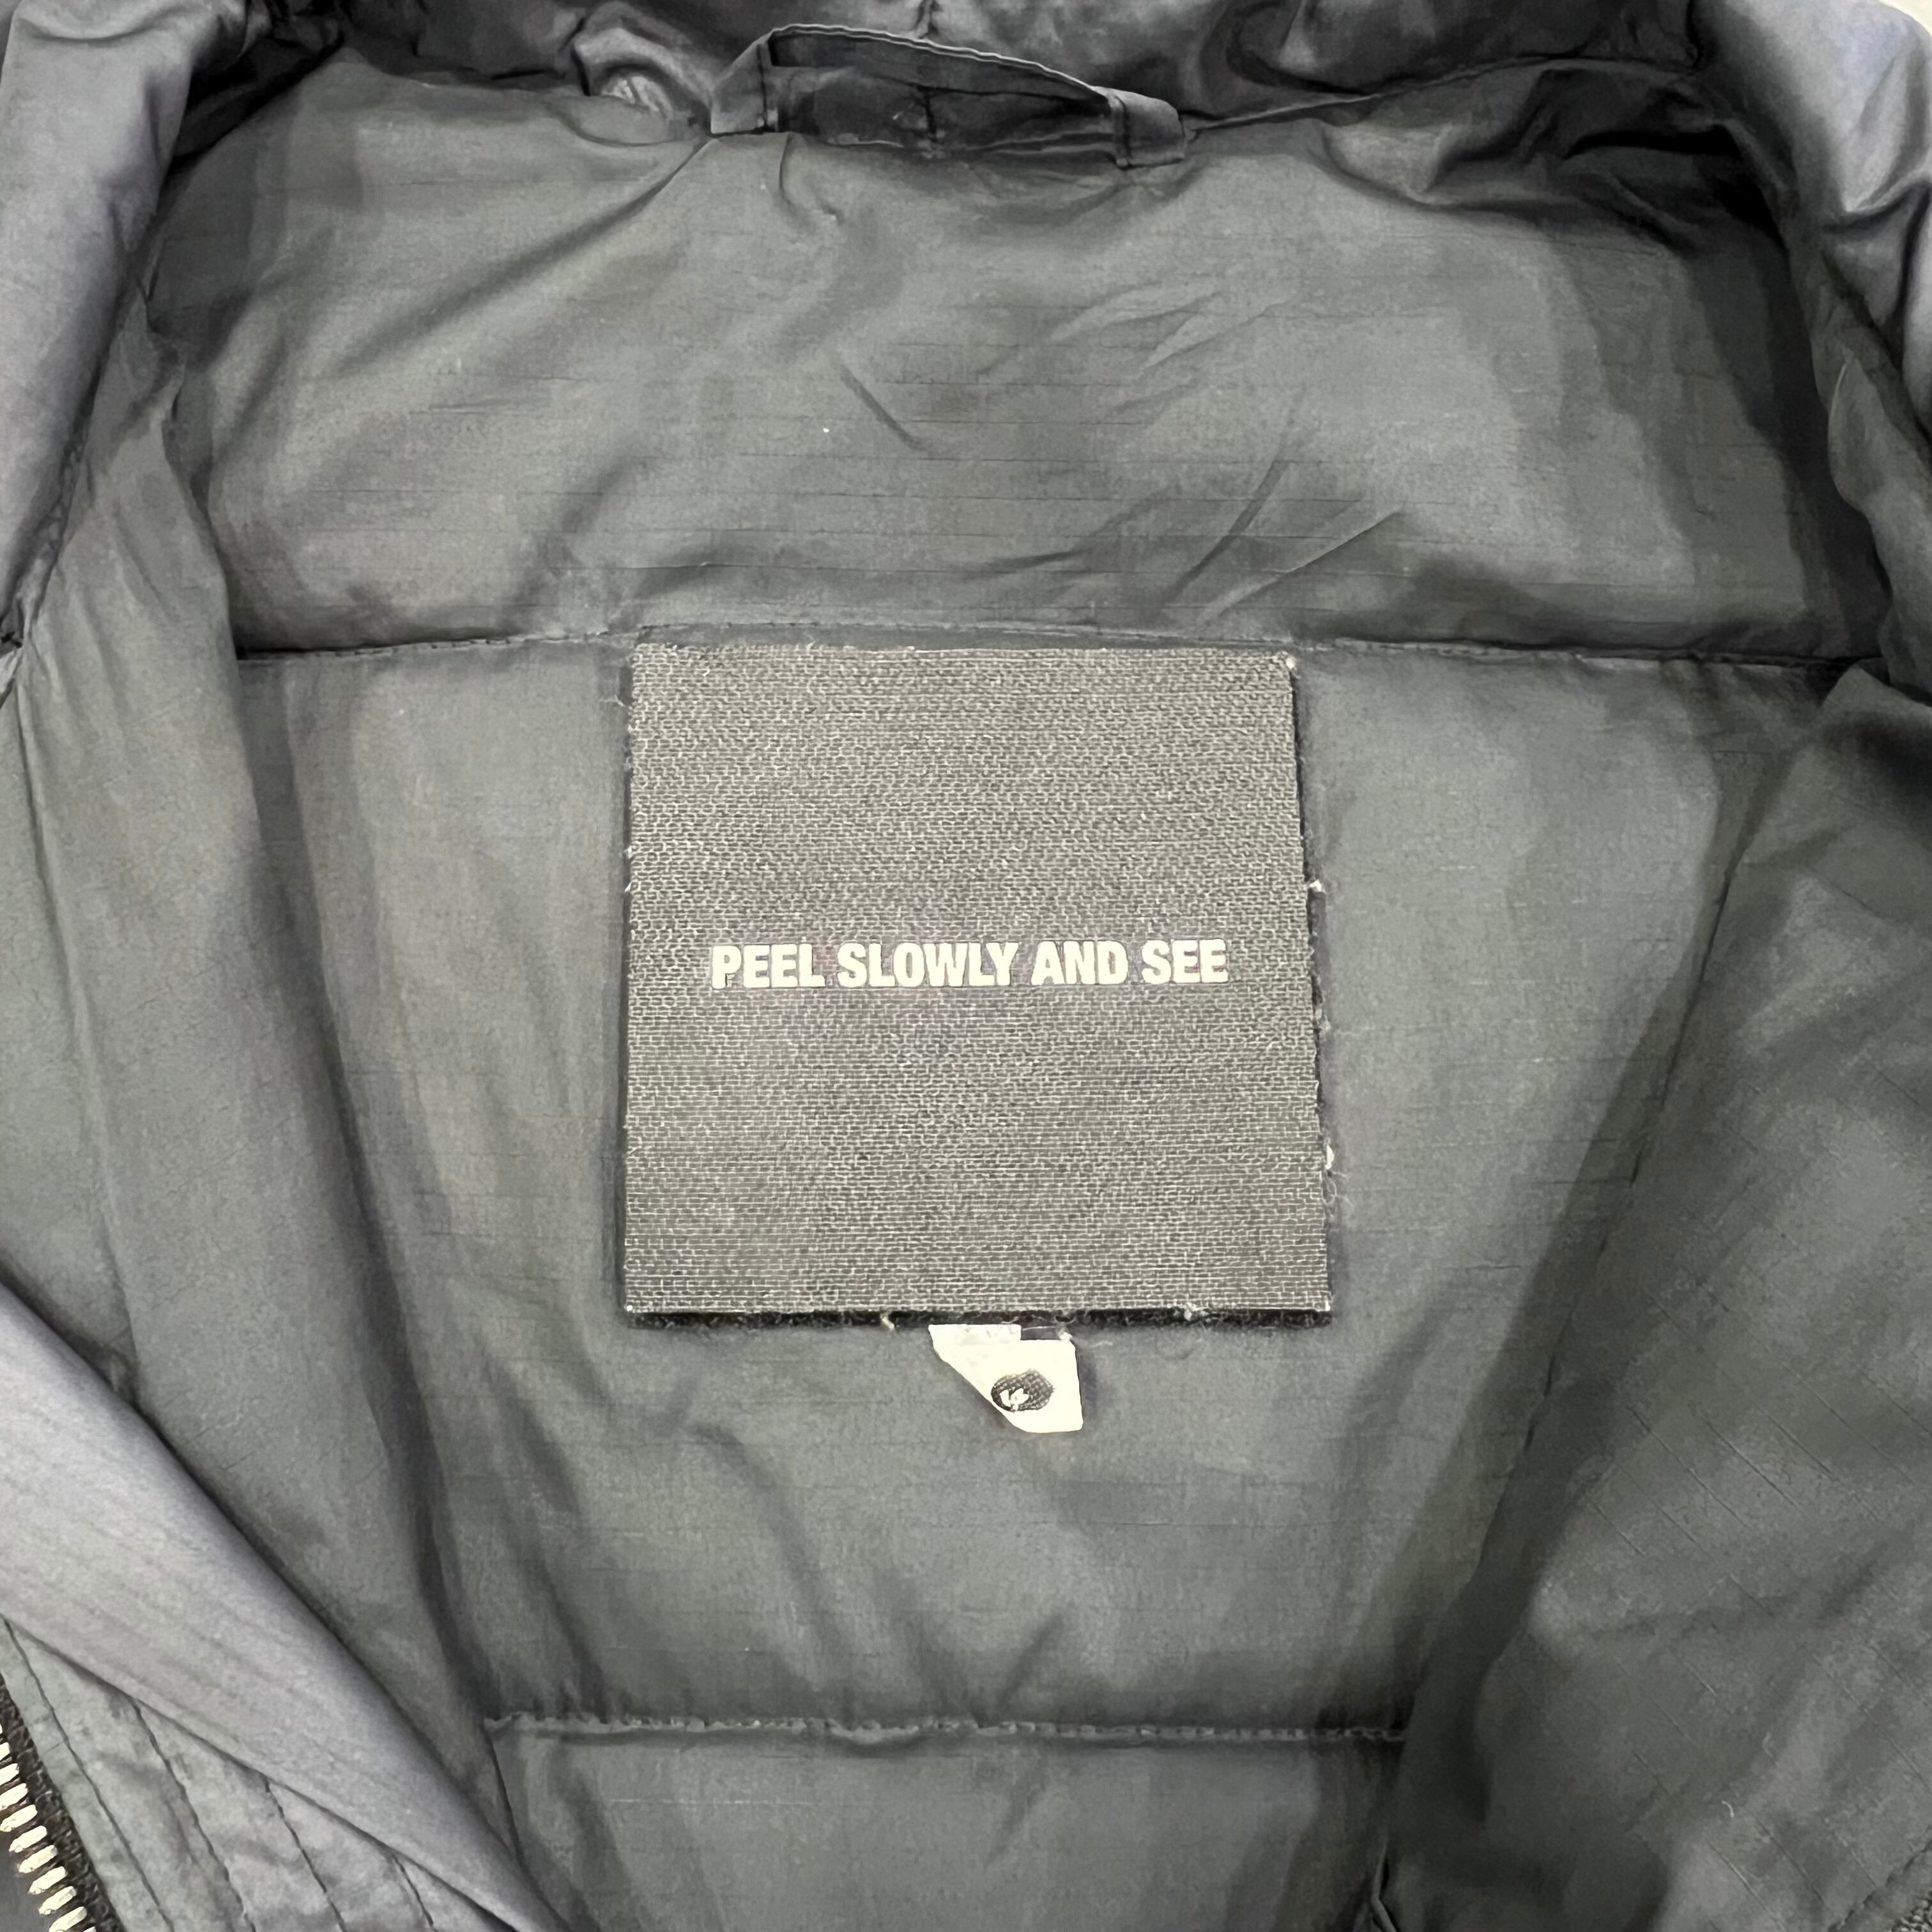 PEEL SLOWLY AND SEE